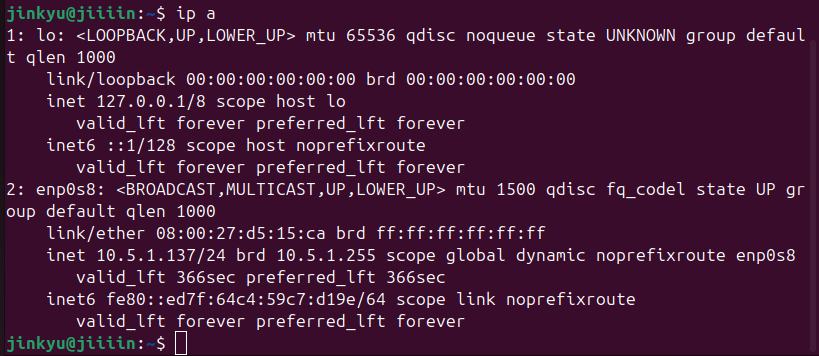 jinkyu@jiiiin:~$ ip a
1: lo: <LOOPBACK,UP,LOWER_UP> mtu 65536 qdisc noqueue state UNKNOWN group defaul
t qlen 1000
    link/loopback 00:00:00:00:00:00 brd 00:00:00:00:00:00
    inet 127.0.0.1/8 scope host lo
       valid_lft forever preferred_lft forever
    inet6 ::1/128 scope host noprefixroute
       valid_lft forever preferred_lft forever
2: enp0s8: <BROADCAST,MULTICAST,UP,LOWER_UP> mtu 1500 qdisc fq_codel state UP gr
oup default qlen 1000
    link/ether 08:00:27:d5:15:ca brd ff:ff:ff:ff:ff:ff
    inet 10.5.1.137/24 brd 10.5.1.255 scope global dynamic noprefixroute enp0s8
       valid_lft 366sec preferred_lft 366sec
    inet6 fe80::ed7f:64c4:59c7:d19e/64 scope link noprefixroute
       valid_lft forever preferred_lft forever
jinkyu@jiiiin:~$